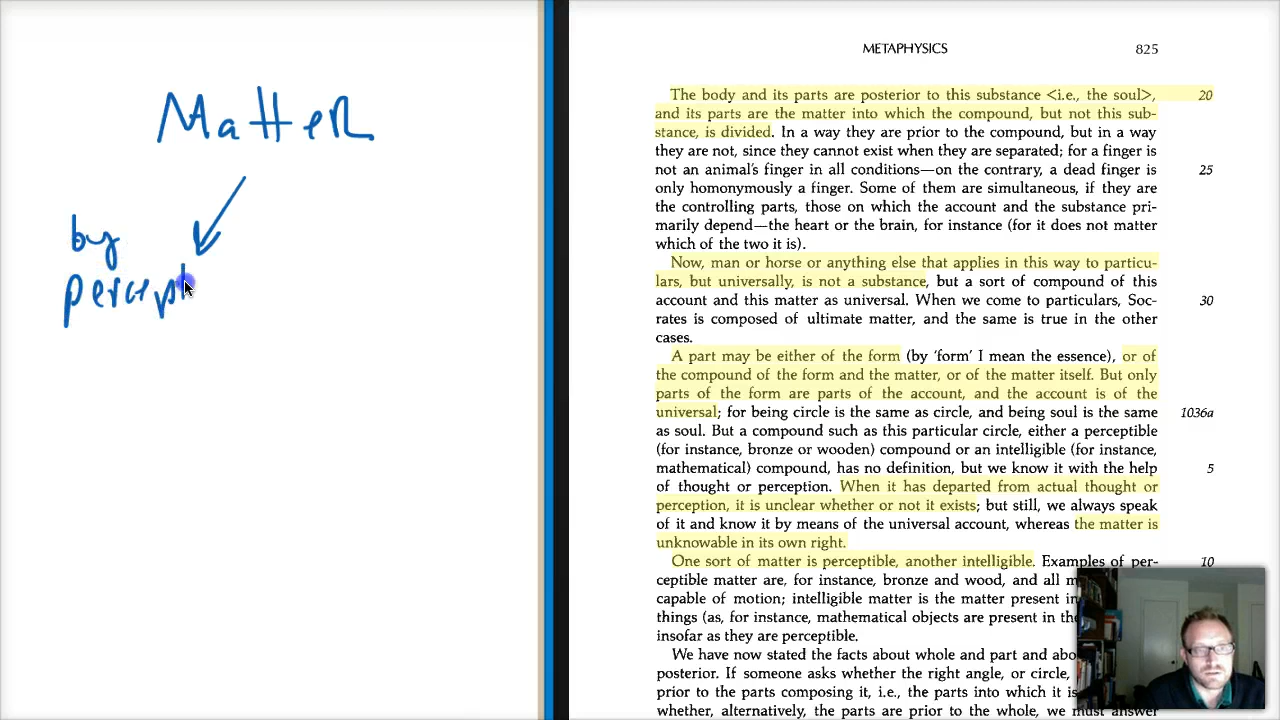 Matter
by
percept
METAPHYSICS 825
The body and its parts are posterior to this substance <i.e., the soul>, 20
and its parts are the matter into which the compound, but not this sub-
stance, is divided. In a way they are prior to the compound, but in a way
they are not, since they cannot exist when they are separated; for a finger is
not an animal's finger in all conditions—on the contrary, a dead finger is 25
only homonymously a finger. Some of them are simultaneous, if they are
the controlling parts, those on which the account and the substance pri-
marily depend—the heart or the brain, for instance (for it does not matter
which of the two it is).
Now, man or horse or anything else that applies in this way to particu-
lars, but universally, is not a substance, but a sort of compound of this
account and this matter as universal. When we come to particulars, Soc- 30
rates is composed of ultimate matter, and the same is true in the other
cases.
A part may be either of the form (by 'form' I mean the essence), or of
the compound of the form and the matter, or of the matter itself. But only
parts of the form are parts of the account, and the account is of the
universal; for being circle is the same as circle, and being soul is the same 1036a
as soul. But a compound such as this particular circle, either a perceptible
(for instance, bronze or wooden) compound or an intelligible (for instance,
mathematical) compound, has no definition, but we know it with the help 5
of thought or perception. When it has departed from actual thought or
perception, it is unclear whether or not it exists; but still, we always speak
of it and know it by means of the universal account, whereas the matter is
unknowable in its own right.
One sort of matter is perceptible, another intelligible. Examples of per- 10
ceptible matter are, for instance, bronze and wood, and all m
capable of motion; intelligible matter is the matter present in
things (as, for instance, mathematical objects are present in the
insofar as they are perceptible.
We have now stated the facts about whole and part and abo
posterior. If someone asks whether the right angle, or circle,
prior to the parts composing it, i.e., the parts into which it is
whether, alternatively, the parts are prior to the whole, we must answer